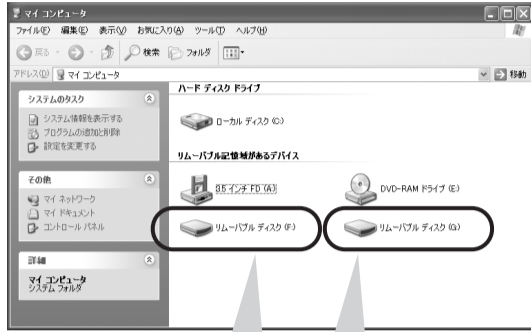 マイ コンピュータ
ファイル(F) 編集(E) 表示(V) お気に入り(A) ツール(T) ヘルプ(H)
戻る 検索 フォルダ
アドレス(D) マイ コンピュータ 移動
システムのタスク
システム情報を表示する
プログラムの追加と削除
設定を変更する
その他
マイ ネットワーク
マイ ドキュメント
コントロール パネル
詳細
マイ コンピュータ
システム フォルダ
ハード ディスク ドライブ
ローカル ディスク (C:)
リムーバブル記憶域があるデバイス
3.5 インチ FD (A:)
DVD-RAM ドライブ (E:)
リムーバブル ディスク (F:)
リムーバブル ディスク (G:)